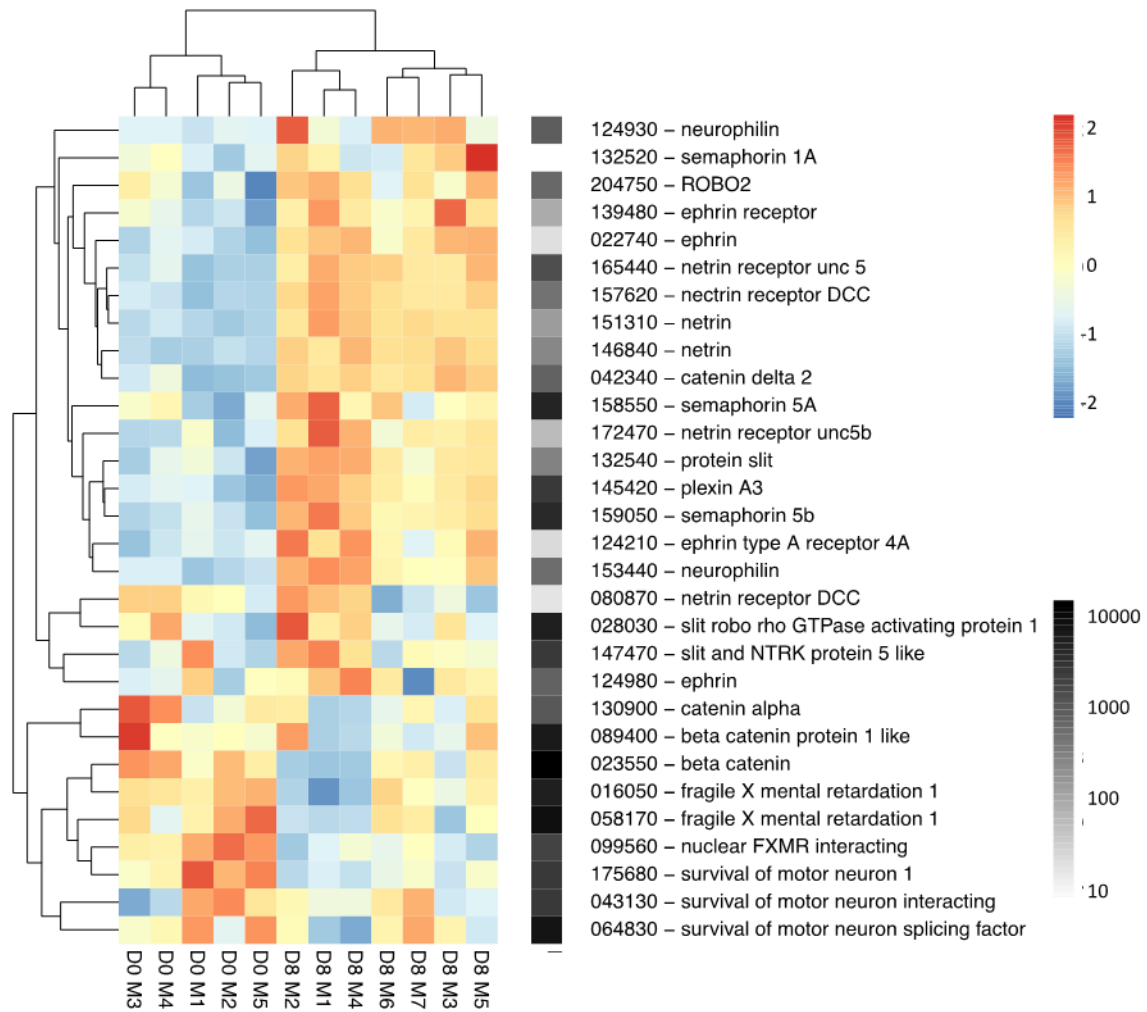 124930 – neurophilin
132520 – semaphorin 1A
204750 – ROBO2
139480 – ephrin receptor
022740 – ephrin
165440 – netrin receptor unc 5
157620 – nectrin receptor DCC
151310 – netrin
146840 – netrin
042340 – catenin delta 2
158550 – semaphorin 5A
172470 – netrin receptor unc5b
132540 – protein slit
145420 – plexin A3
159050 – semaphorin 5b
124210 – ephrin type A receptor 4A
153440 – neurophilin
080870 – netrin receptor DCC
028030 – slit robo rho GTPase activating protein 1
147470 – slit and NTRK protein 5 like
124980 – ephrin
130900 – catenin alpha
089400 – beta catenin protein 1 like
023550 – beta catenin
016050 – fragile X mental retardation 1
058170 – fragile X mental retardation 1
099560 – nuclear FXMR interacting
175680 – survival of motor neuron 1
043130 – survival of motor neuron interacting
064830 – survival of motor neuron splicing factor
2
1
0
-1
-2
10000
1000
100
10
D0 M3
D0 M4
D0 M1
D0 M2
D0 M5
D8 M2
D8 M1
D8 M4
D8 M6
D8 M7
D8 M3
D8 M5